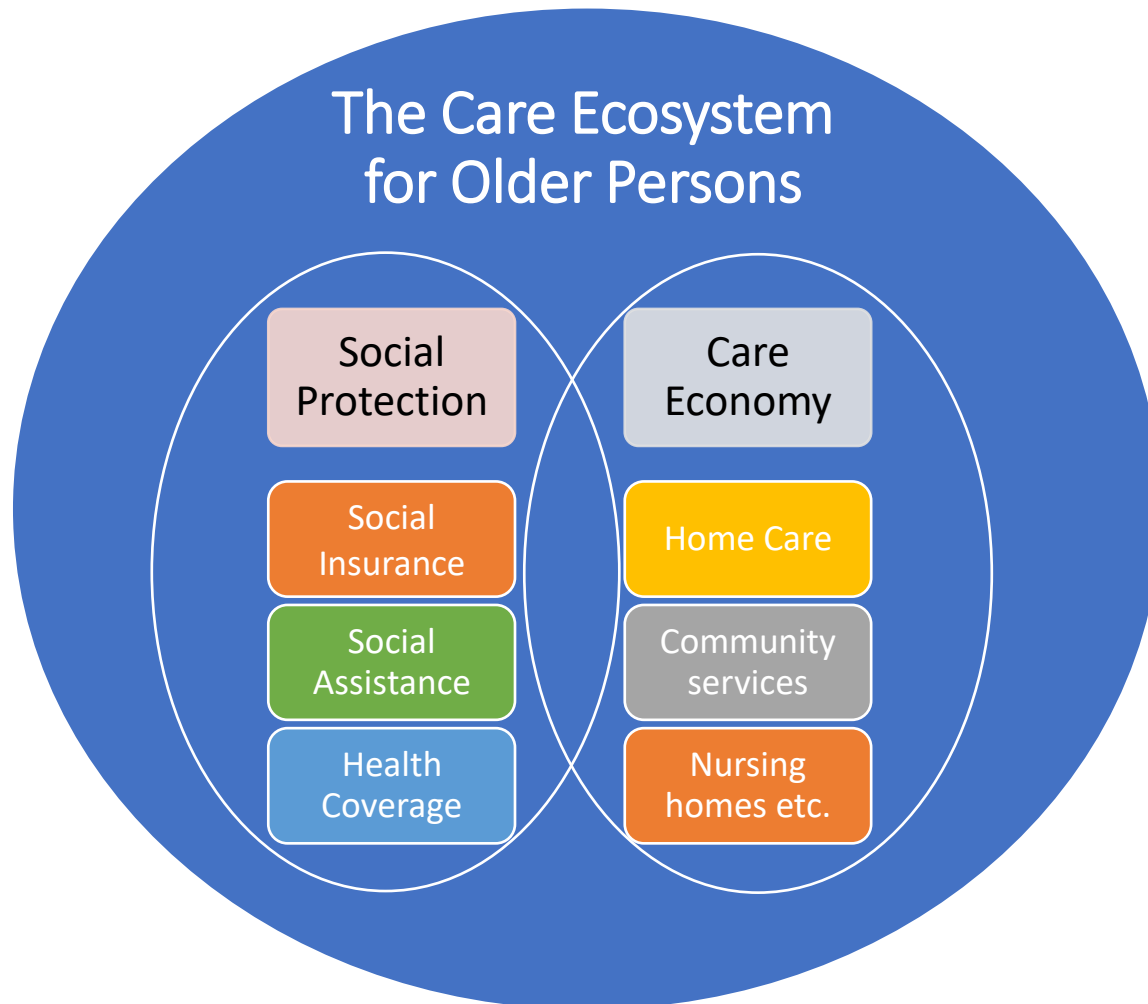 The Care Ecosystem
for Older Persons
Social
Protection
Social
Insurance
Social
Assistance
Health
Coverage
Care
Economy
Home Care
Community
services
Nursing
homes etc.